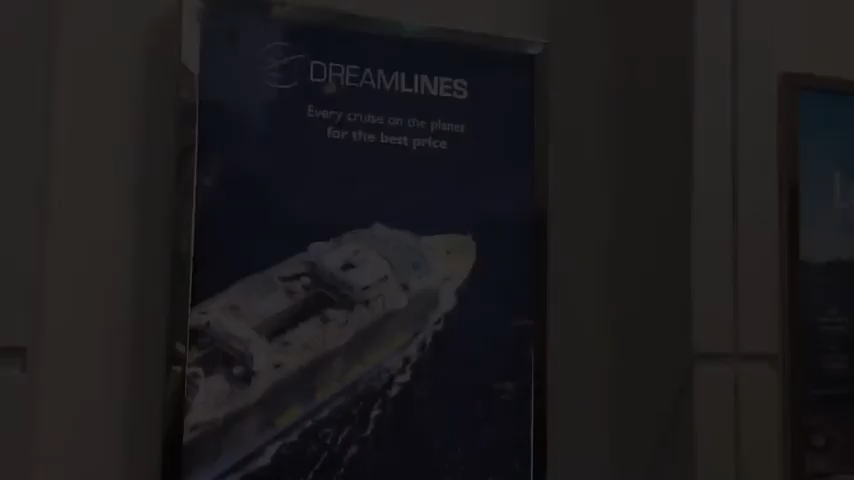 DREAMLINES
Every cruise on the planet
for the best price